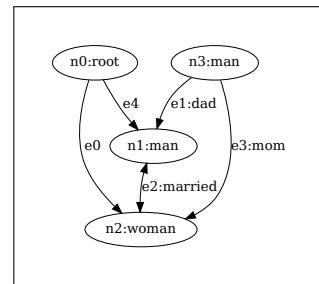 n0:root
n3:man
e4
e1:dad
e0
n1:man
e3:mom
e2:married
n2:woman